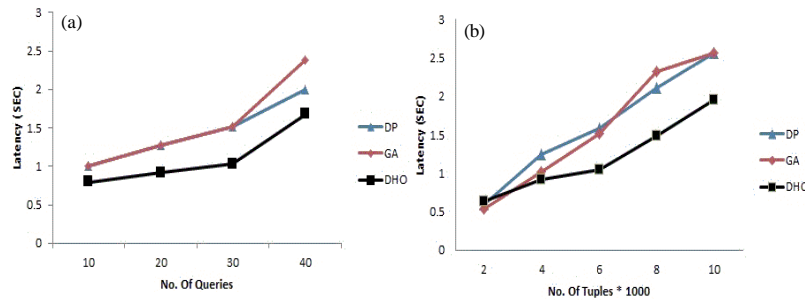 (a)
3
2.5
2
1.5
1
0.5
0
Latency (SEC)
10 20 30 40
No. Of Queries
DP
GA
DHO
(b)
3
2.5
2
1.5
1
0.5
0
Latency (SEC)
2 4 6 8 10
No. Of Tuples * 1000
DP
GA
DHO